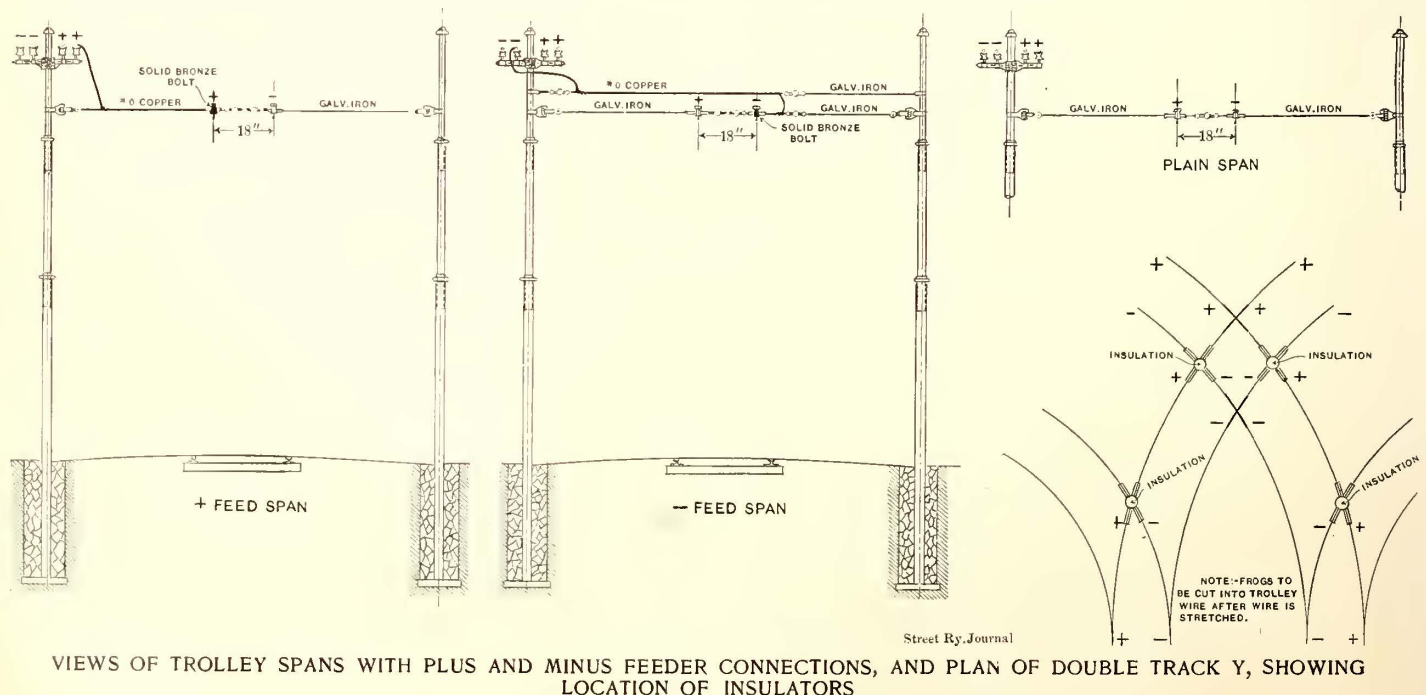 - - + +
SOLID BRONZE
BOLT
#0 COPPER
+
-
GALV. IRON
18"
+ FEED SPAN
- - + +
#0 COPPER
GALV. IRON
GALV. IRON
+
-
GALV. IRON
18"
SOLID BRONZE
BOLT
- FEED SPAN
- - + +
GALV. IRON
+
-
GALV. IRON
18"
PLAIN SPAN
+ +
+ +
- -
INSULATION
INSULATION
+ - - +
- -
INSULATION
INSULATION
+ - - +
NOTE:-FROGS TO
BE CUT INTO TROLLEY
WIRE AFTER WIRE IS
STRETCHED.
+ - - +
Street Ry. Journal
VIEWS OF TROLLEY SPANS WITH PLUS AND MINUS FEEDER CONNECTIONS, AND PLAN OF DOUBLE TRACK Y, SHOWING
LOCATION OF INSULATORS